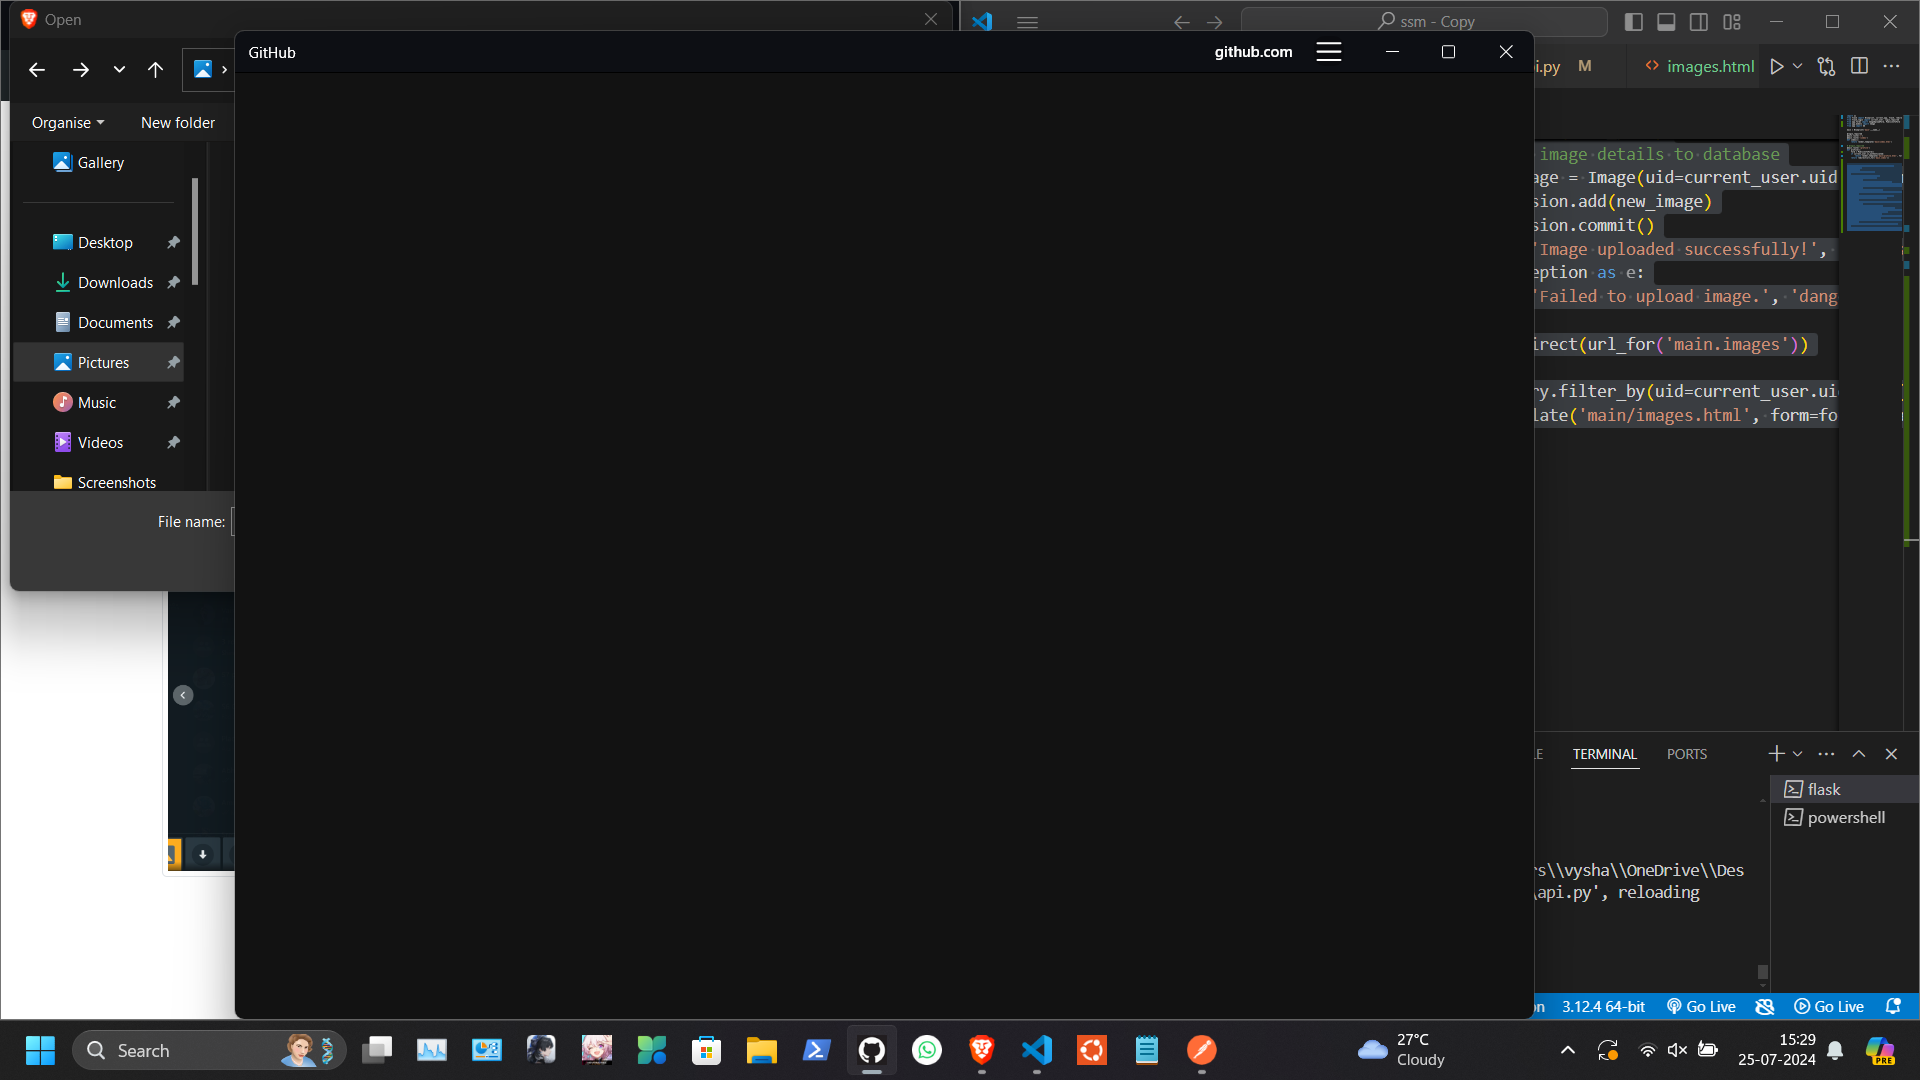 Open
Organise
New folder
Gallery
Desktop
Downloads
Documents
Pictures
Music
Videos
Screenshots
File name:
GitHub
github.com
ssm - Copy
i.py M
images.html
image details to database
age = Image(uid=current_user.uid
sion.add(new_image)
sion.commit()
'Image uploaded successfully!',
eption as e:
'Failed to upload image.', 'dang
irect(url_for('main.images'))
ry.filter_by(uid=current_user.ui
late('main/images.html', form=fo
LE
TERMINAL
PORTS
flask
powershell
rs\\vysha\\OneDrive\\Des
\api.py', reloading
on
3.12.4 64-bit
Go Live
Go Live
Search
27°C
Cloudy
15:29
25-07-2024
PRE